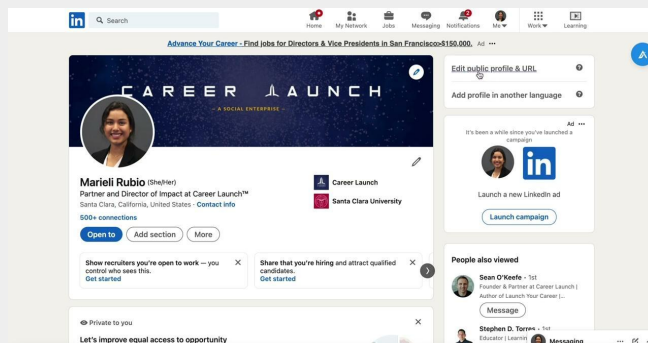 in
Search
Home
My Network
Jobs
Messaging
2
Notifications
Me
Work
Learning
Advance Your Career - Find jobs for Directors & Vice Presidents in San Francisco>$150,000. Ad •••
CAREER LAUNCH
– A SOCIAL ENTERPRISE –
Edit public profile & URL
Add profile in another language
Marieli Rubio (She/Her)
Partner and Director of Impact at Career Launch™
Santa Clara, California, United States · Contact info
500+ connections
Career Launch
Santa Clara University
Open to
Add section
More
Show recruiters you're open to work — you
control who sees this.
Get started
Share that you're hiring and attract qualified
candidates.
Get started
Private to you
Let's improve equal access to opportunity
Ad •••
It's been a while since you've launched a
campaign
in
Launch a new LinkedIn ad
Launch campaign
People also viewed
Sean O'Keefe · 1st
Founder & Partner at Career Launch |
Author of Launch Your Career |...
Message
Stephen D. Torres · 1st
Educator | Learnin
Messaging